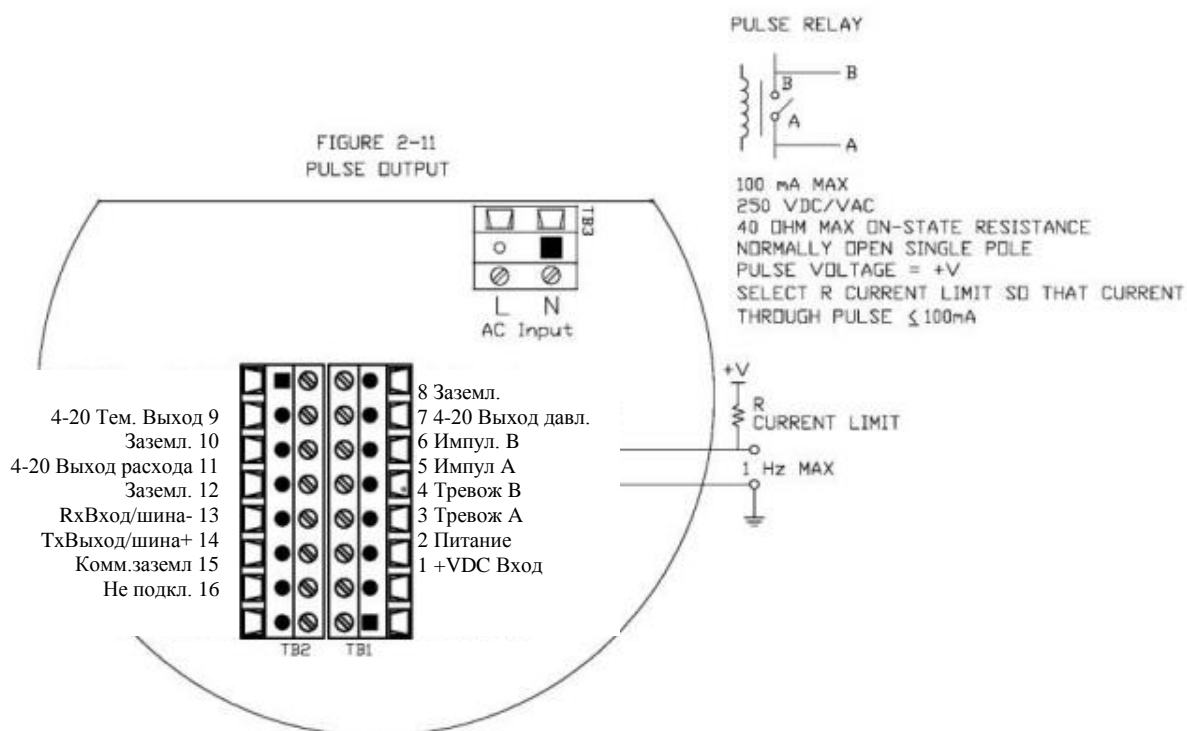 PULSE RELAY
B
B
A
A
FIGURE 2-11
PULSE OUTPUT
100 mA MAX
250 VDC/VAC
40 OHM MAX ON-STATE RESISTANCE
NORMALLY OPEN SINGLE POLE
PULSE VOLTAGE = +V
SELECT R CURRENT LIMIT SO THAT CURRENT
THROUGH PULSE ≤ 100mA
TB3
L N
AC Input
4-20 Тем. Выход 9
Заземл. 10
4-20 Выход расхода 11
Заземл. 12
RxВход/шина- 13
TxВыход/шина+ 14
Комм.заземл 15
Не подкл. 16
8 Заземл.
7 4-20 Выход давл.
6 Импул. В
5 Импул А
4 Тревож В
3 Тревож А
2 Питание
1 +VDC Вход
TB2 TB1
+V
R
CURRENT LIMIT
1 Hz MAX